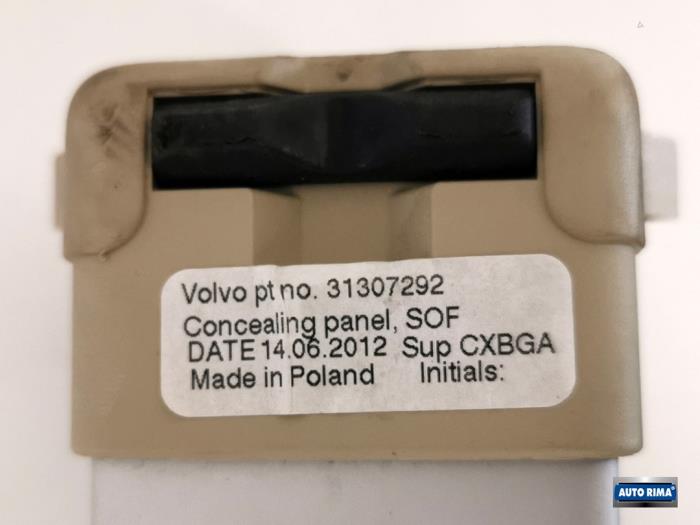 Volvo pt no. 31307292
Concealing panel, SOF
DATE 14.06.2012 Sup CXBGA
Made in Poland Initials:
AUTO RIMA®